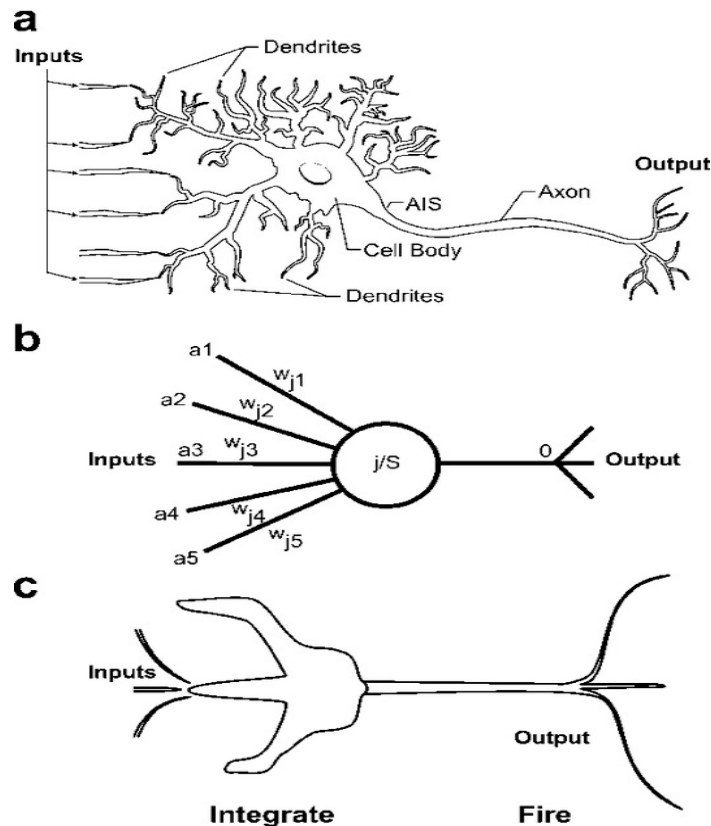 a
Inputs
Dendrites
Output
AIS
Axon
Cell Body
Dendrites
b
a1
wj1
a2
wj2
Inputs
a3
wj3
j/S
0
Output
a4
wj4
wj5
a5
c
Inputs
Output
Integrate
Fire